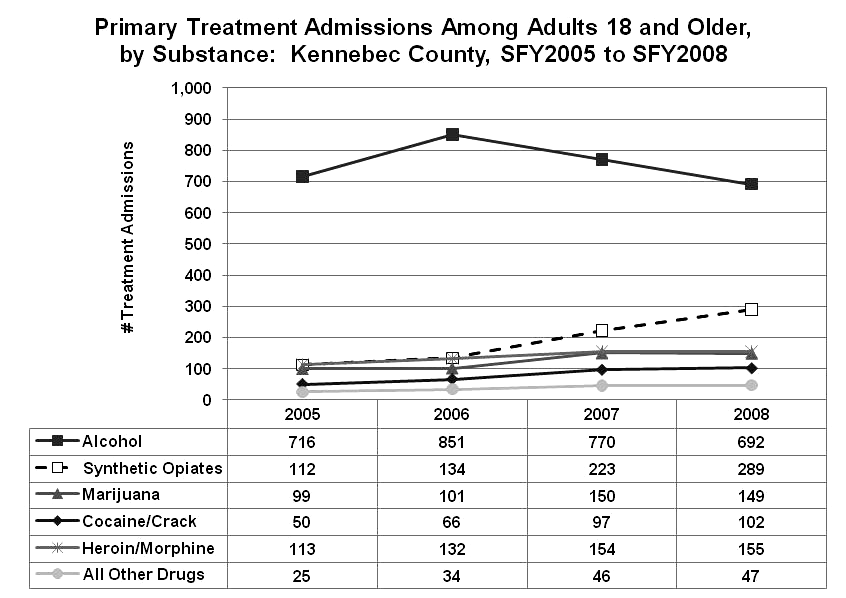 Primary Treatment Admissions Among Adults 18 and Older,
by Substance: Kennebec County, SFY2005 to SFY2008
# Treatment Admissions
1,000
900
800
700
600
500
400
300
200
100
0
2005 2006 2007 2008
Alcohol 716 851 770 692
Synthetic Opiates 112 134 223 289
Marijuana 99 101 150 149
Cocaine/Crack 50 66 97 102
Heroin/Morphine 113 132 154 155
All Other Drugs 25 34 46 47